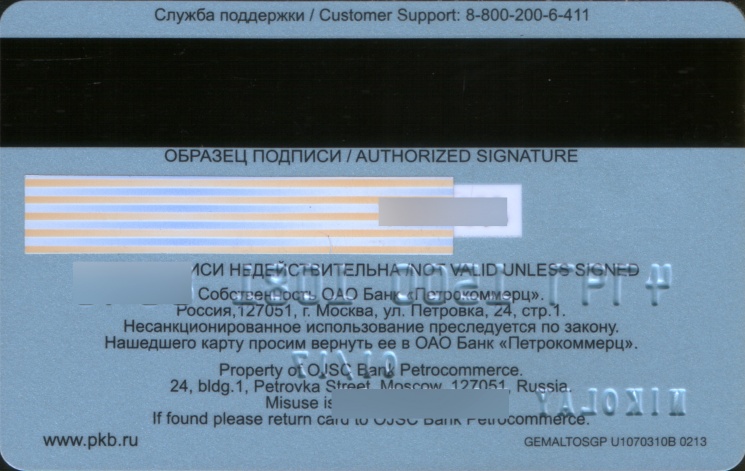 Служба поддержки / Customer Support: 8-800-200-6-411
ОБРАЗЕЦ ПОДПИСИ / AUTHORIZED SIGNATURE
НЕДЕЙСТВИТЕЛЬНА /NOT VALID UNLESS SIGNED
Собственность ОАО Банк «Петрокоммерц».
Россия,127051, г. Москва, ул. Петровка, 24, стр.1.
Несанкционированное использование преследуется по закону.
Нашедшего карту просим вернуть ее в ОАО Банк «Петрокоммерц».
01/17
Property of OJSC Bank Petrocommerce.
24, bldg.1, Petrovka Street, Moscow, 127051, Russia.
Misuse is
NIKOLAY
If found please return card to OJSC Bank Petrocommerce.
www.pkb.ru
GEMALTOSGP U1070310B 0213